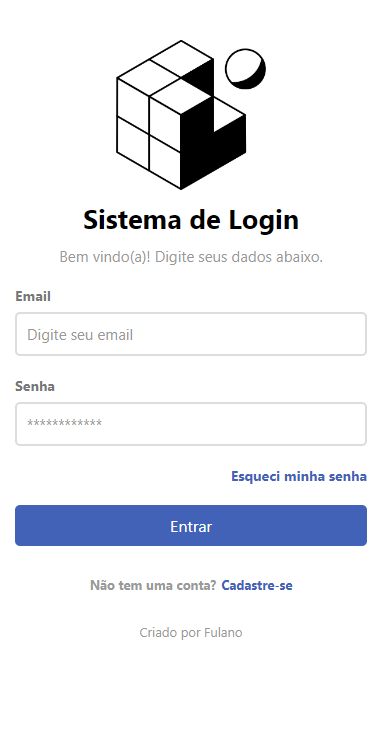 Sistema de Login
Bem vindo(a)! Digite seus dados abaixo.
Email
Digite seu email
Senha
************
Esqueci minha senha
Entrar
Não tem uma conta? Cadastre-se
Criado por Fulano